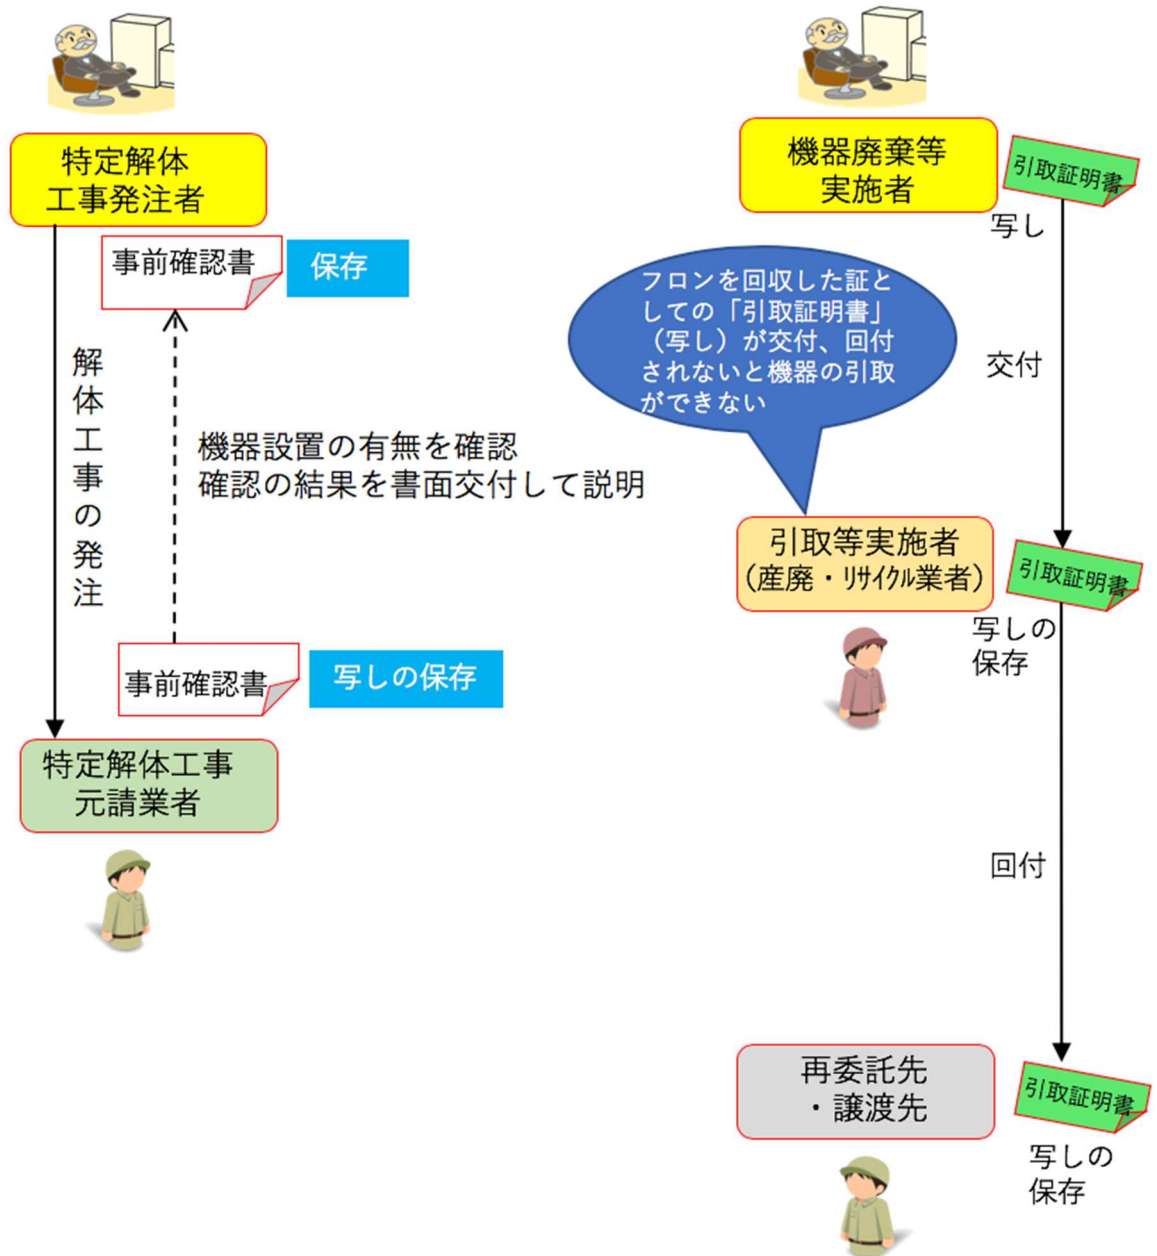 特定解体
工事発注者
事前確認書
保存
解体工事の発注
機器設置の有無を確認
確認の結果を書面交付して説明
事前確認書
写しの保存
特定解体工事
元請業者
機器廃棄等
実施者
引取証明書
写し
フロンを回収した証と
しての「引取証明書」
（写し）が交付、回付
されないと機器の引取
ができない
交付
引取等実施者
(産廃・ﾘｻｲｸﾙ業者)
引取証明書
写しの
保存
回付
再委託先
・譲渡先
引取証明書
写しの
保存